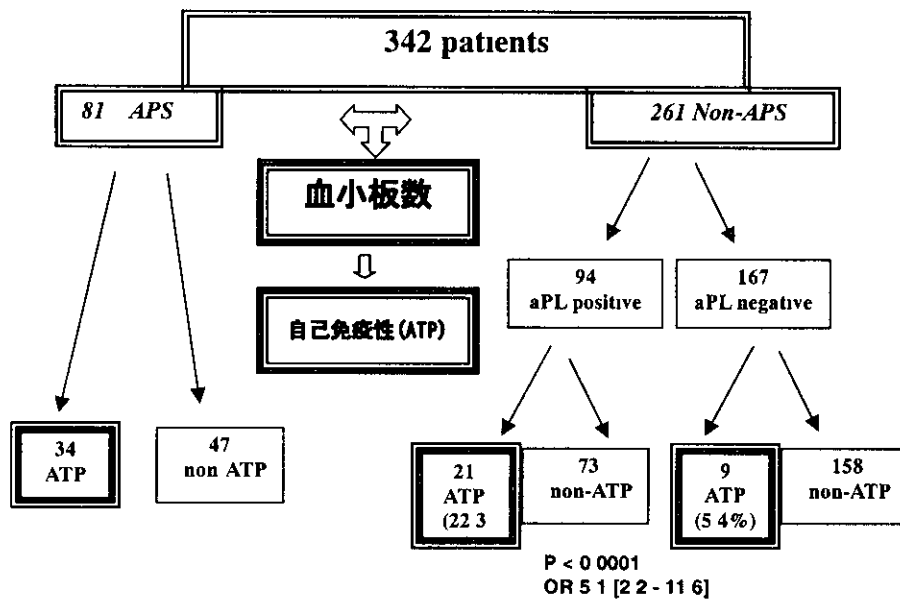 342 patients
81 APS
261 Non-APS
血小板数
自己免疫性(ATP)
94
aPL positive
167
aPL negative
34
ATP
47
non ATP
21
ATP
(22 3
73
non-ATP
9
ATP
(5 4%)
158
non-ATP
P < 0 0001
OR 5 1 [2 2 - 11 6]